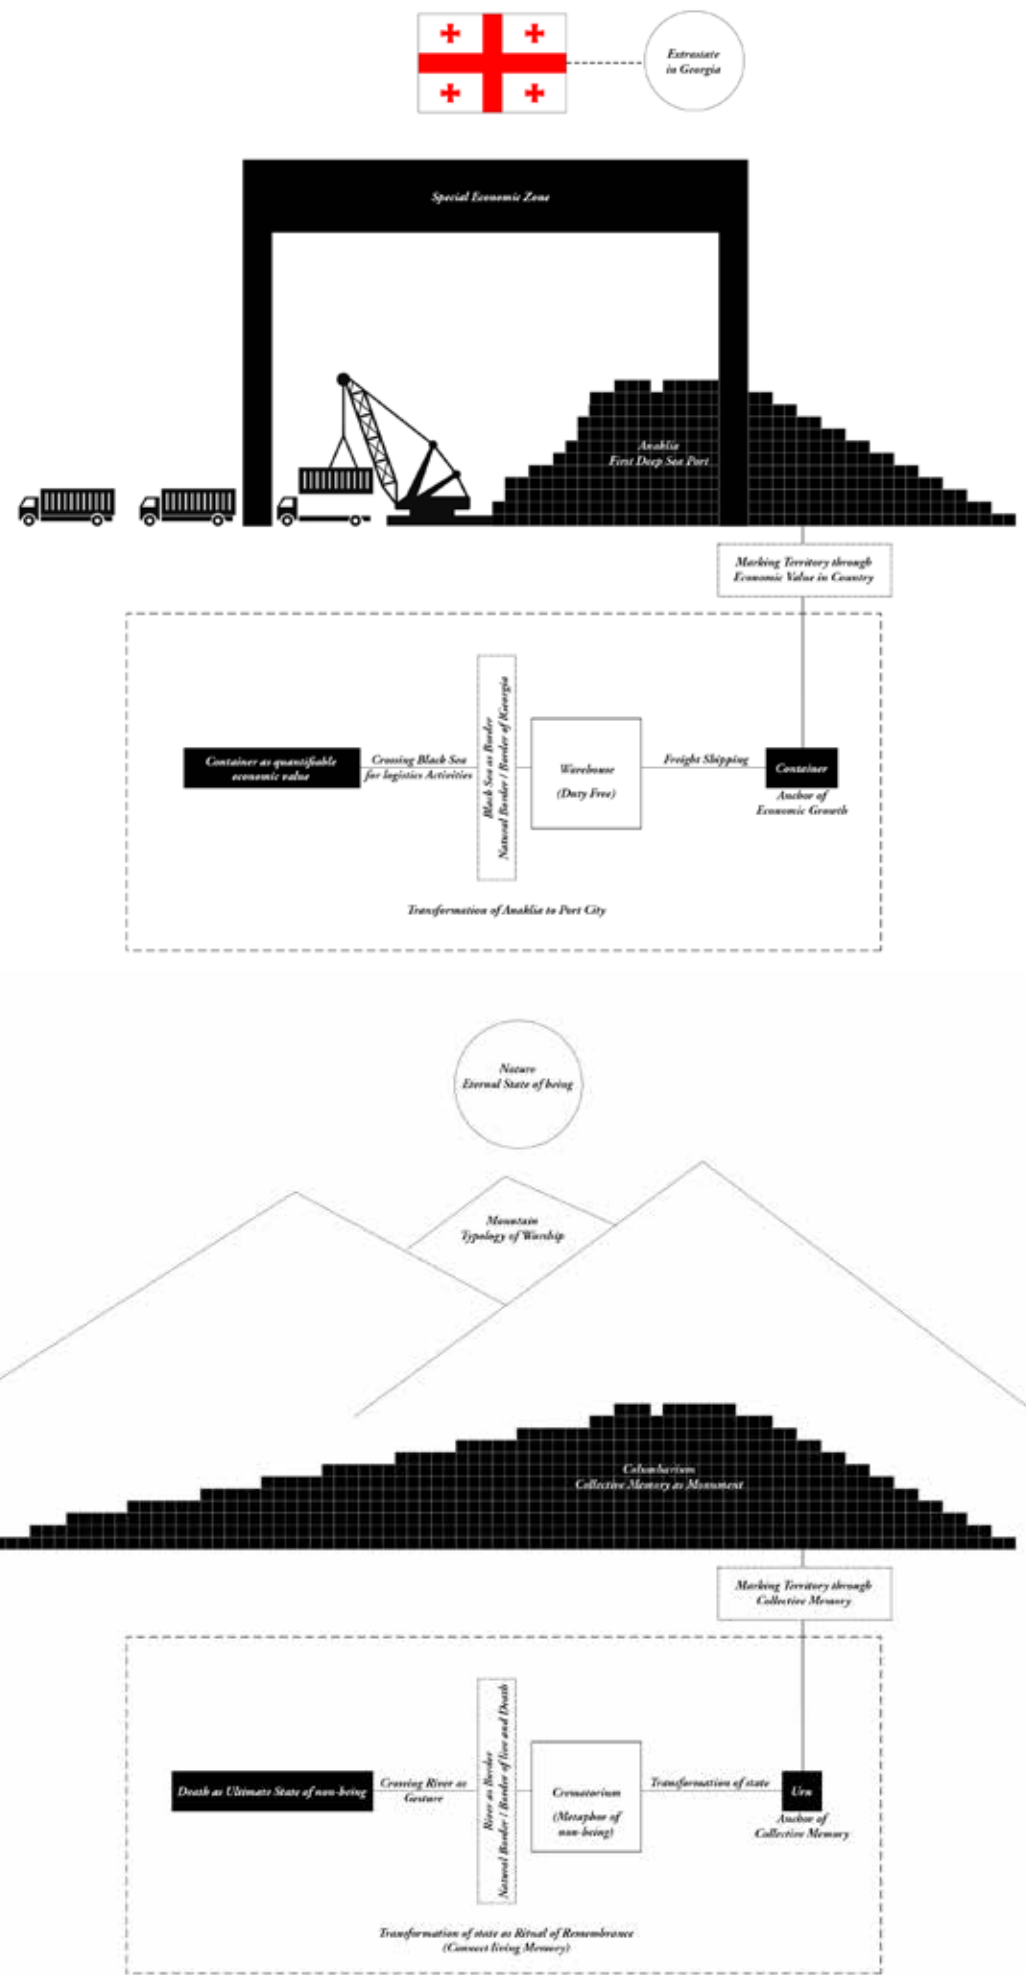 Extrastate
in Georgia
Special Economic Zone
Anaklia
First Deep Sea Port
Marking Territory through
Economic Value in Country
Container as quantifiable
economic value
Crossing Black Sea
for logistics Activities
Black Sea as Border
Natural Border / Border of Georgia
Warehouse
(Duty Free)
Freight Shipping
Container
Anchor of
Economic Growth
Transformation of Anaklia to Port City
Nature
Eternal State of being
Mountain
Typology of Worship
Columbarium
Collective Memory as Monument
Marking Territory through
Collective Memory
Death as Ultimate State of non-being
Crossing River as
Gesture
River as Border
Natural Border / Border of live and Death
Crematorium
(Metaphor of
non-being)
Transformation of state
Urn
Anchor of
Collective Memory
Transformation of state as Ritual of Remembrance
(Connect living Memory)